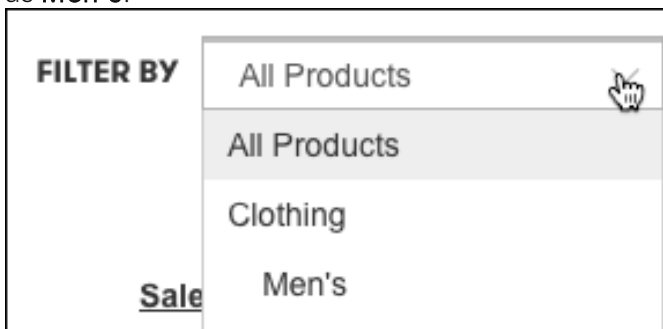 FILTER BY All Products
All Products
Clothing
Men's
Sale